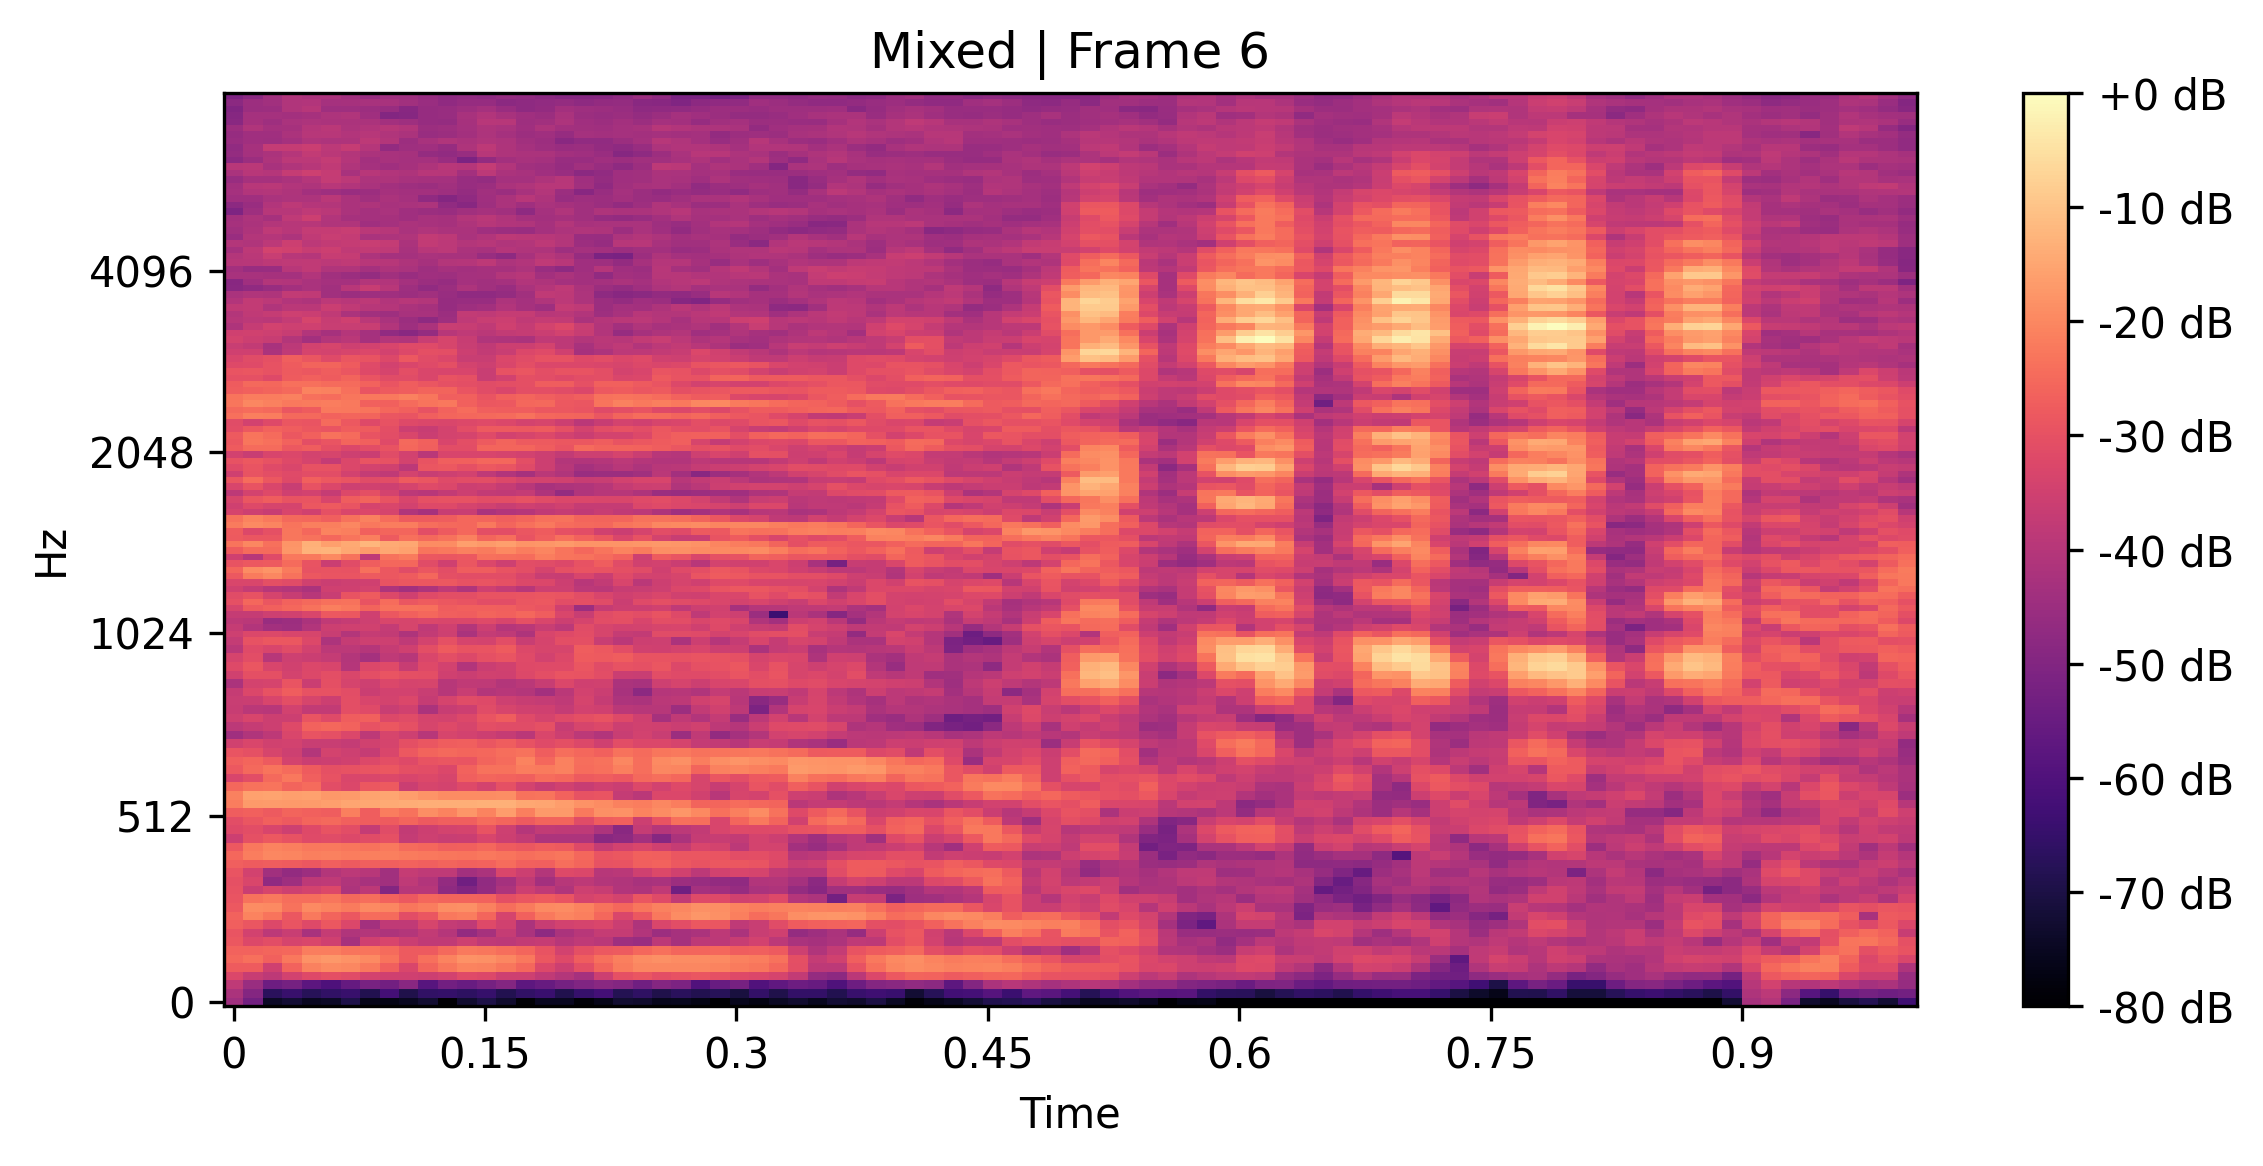 Mixed | Frame 6
+0 dB
-10 dB
-20 dB
-30 dB
-40 dB
-50 dB
-60 dB
-70 dB
-80 dB
4096
2048
1024
512
0
Hz
0 0.15 0.3 0.45 0.6 0.75 0.9
Time